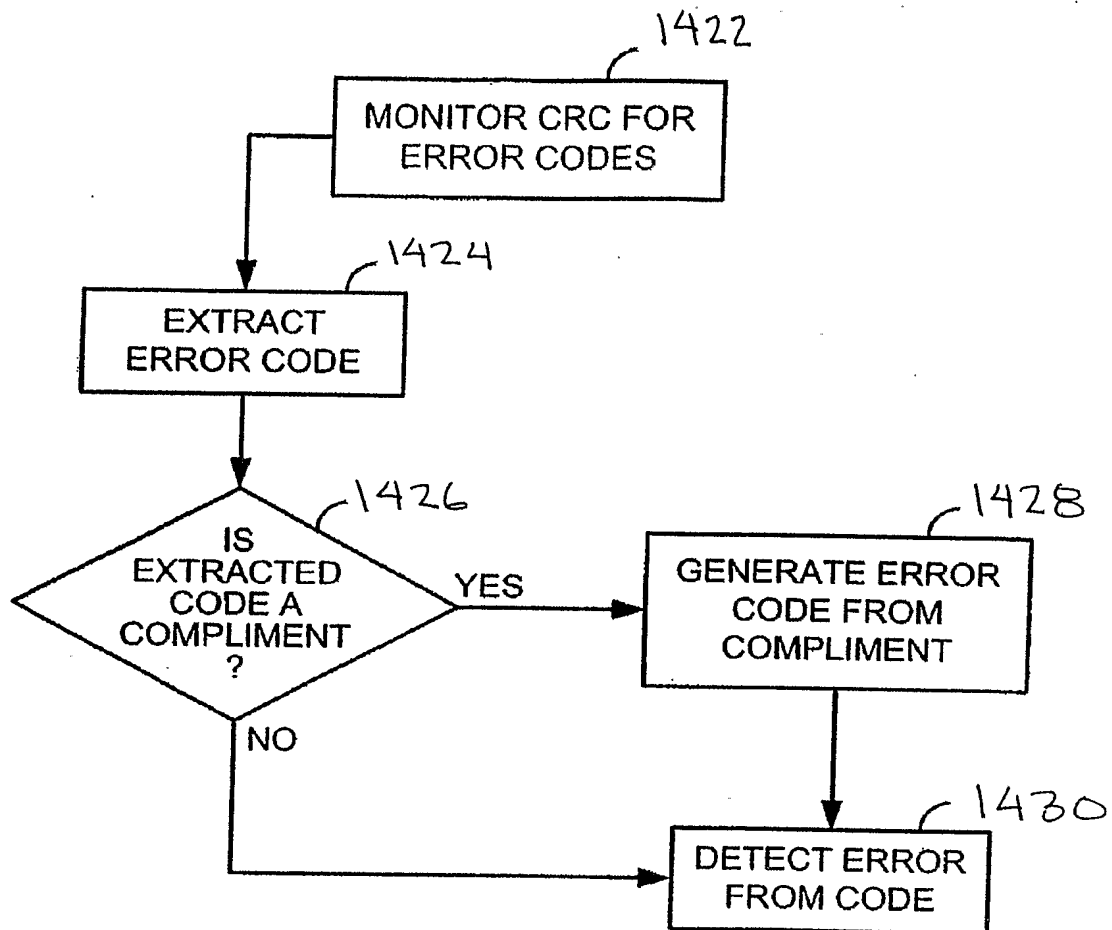 1422
MONITOR CRC FOR
ERROR CODES
1424
EXTRACT
ERROR CODE
1426
IS
EXTRACTED
CODE A
COMPLIMENT
?
YES
1428
GENERATE ERROR
CODE FROM
COMPLIMENT
NO
1430
DETECT ERROR
FROM CODE